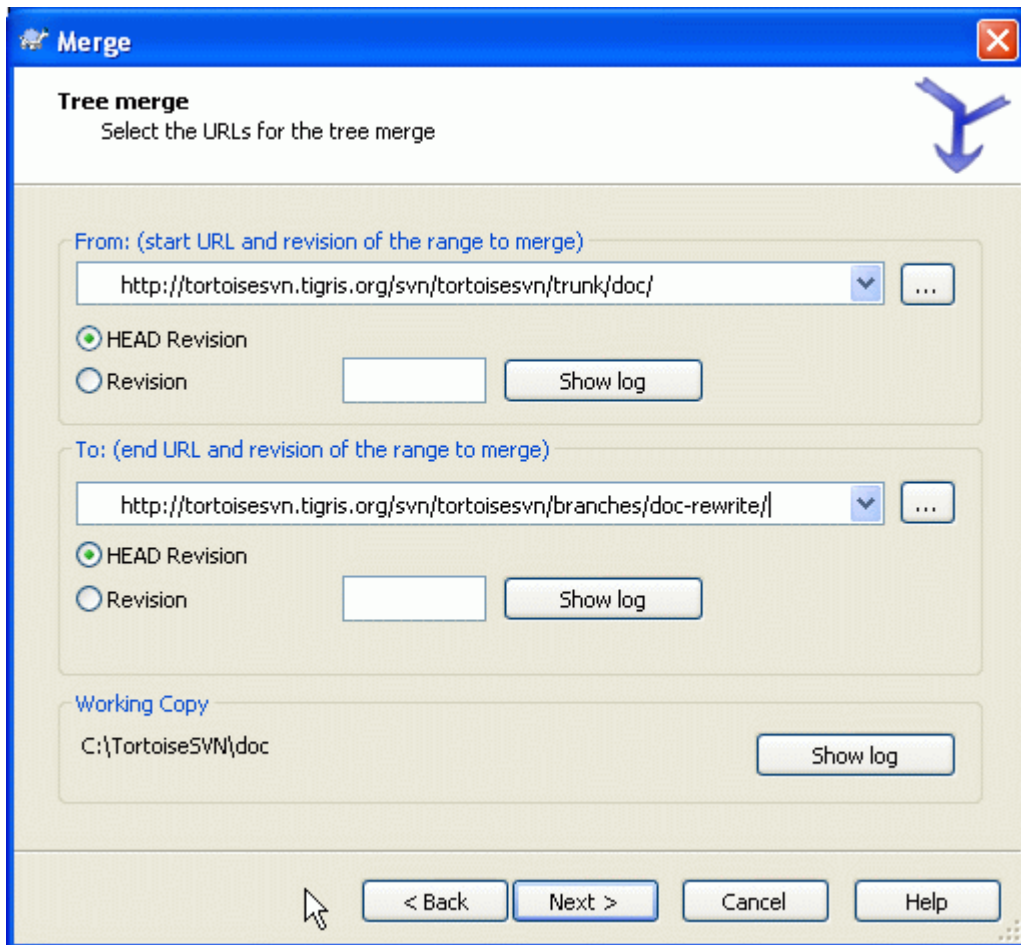 Merge
Tree merge
Select the URLs for the tree merge
From: (start URL and revision of the range to merge)
http://tortoisesvn.tigris.org/svn/tortoisesvn/trunk/doc/
...
HEAD Revision
Revision
Show log
To: (end URL and revision of the range to merge)
http://tortoisesvn.tigris.org/svn/tortoisesvn/branches/doc-rewrite/
...
HEAD Revision
Revision
Show log
Working Copy
C:\TortoiseSVN\doc
Show log
< Back Next > Cancel Help